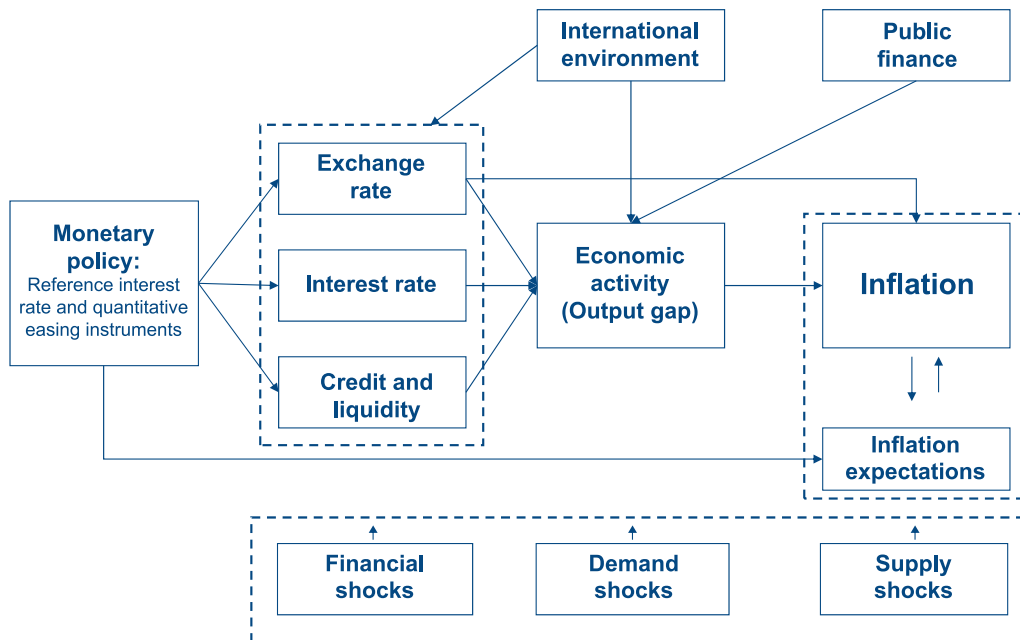 International
environment
Public
finance
Exchange
rate
Monetary
policy:
Reference interest
rate and quantitative
easing instruments
Interest rate
Economic
activity
(Output gap)
Inflation
Credit and
liquidity
Inflation
expectations
Financial
shocks
Demand
shocks
Supply
shocks